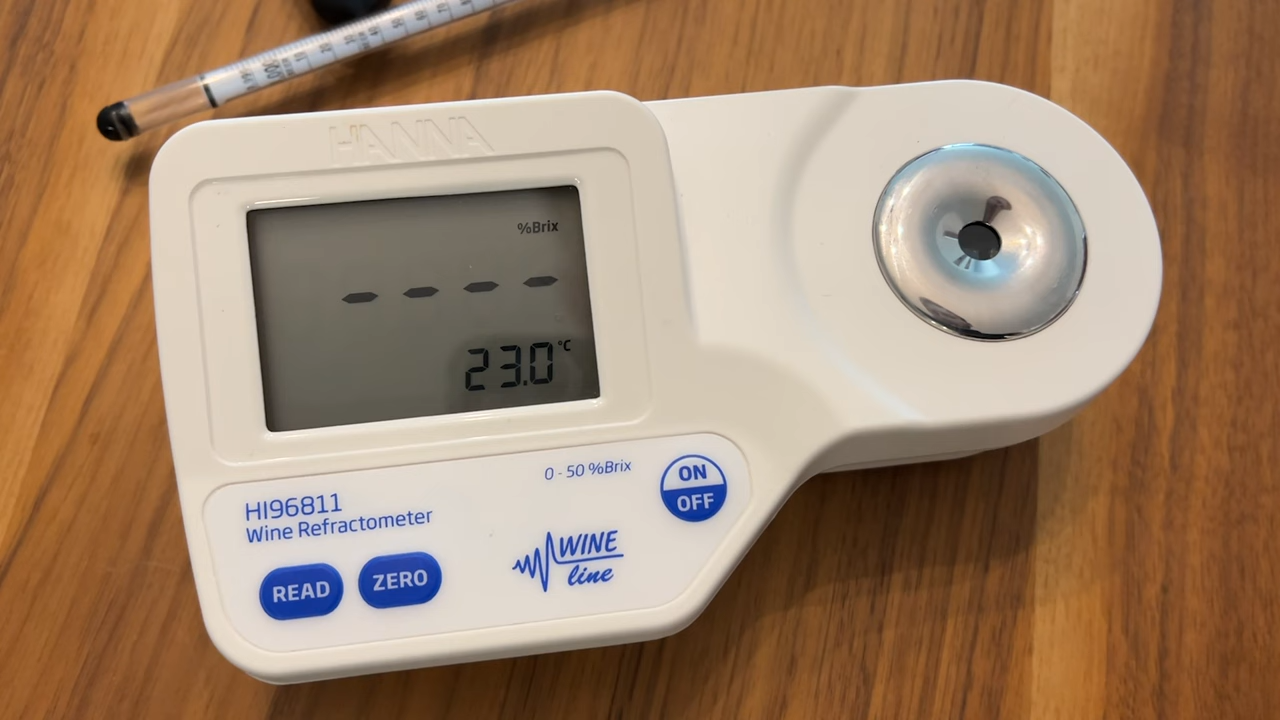 HANNA
%Brix
- - - -
23.0°C
0 - 50 %Brix
ON
OFF
HI96811
Wine Refractometer
READ
ZERO
WINE
line